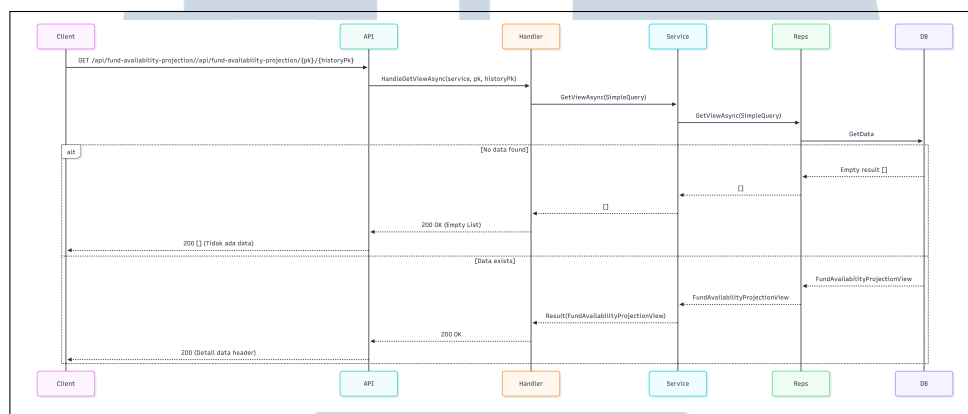 Client API Handler Service Reps DB
GET /api/fund-availability-projection//api/fund-availability-projection/{pk}/{historyPk}
HandleGetViewAsync(service, pk, historyPk)
GetViewAsync(SimpleQuery)
GetViewAsync(SimpleQuery)
GetData
alt [No data found]
Empty result []
[]
[]
200 OK (Empty List)
200 [] (Tidak ada data)
[Data exists]
FundAvailabilityProjectionView
FundAvailabilityProjectionView
Result(FundAvailabilityProjectionView)
200 OK
200 (Detail data header)
Client API Handler Service Reps DB